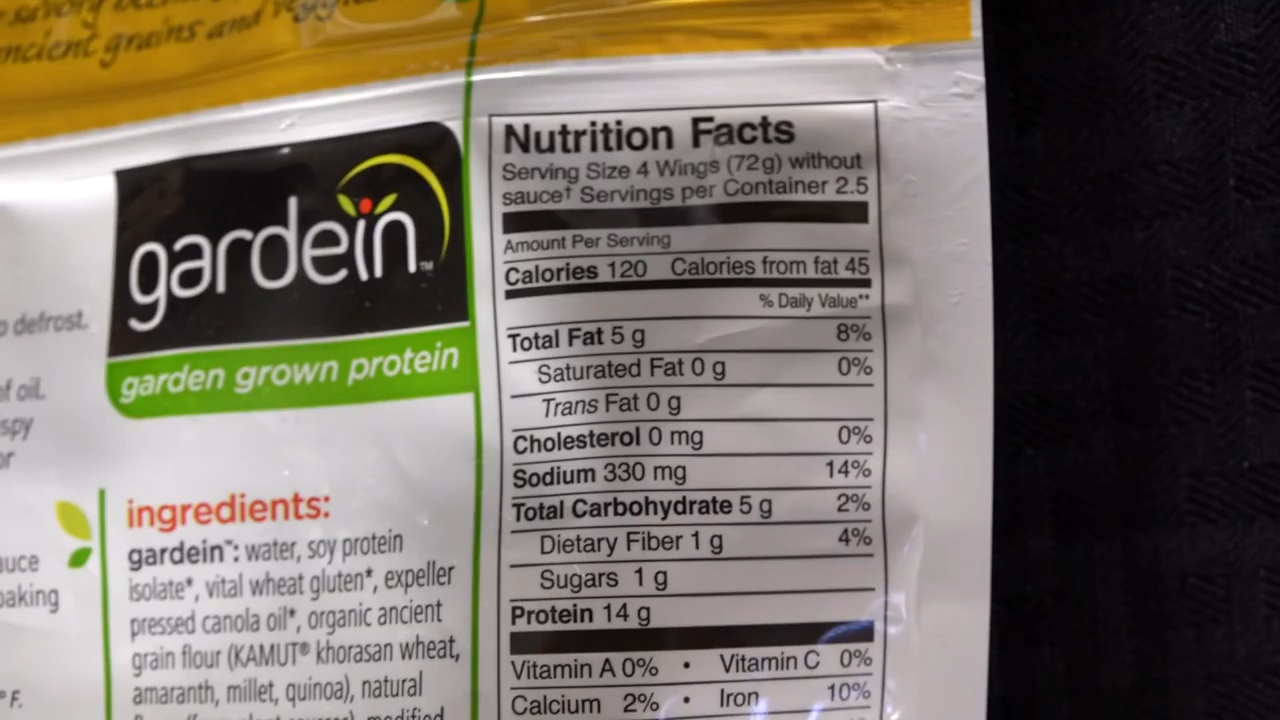 savory
ancient grains and
gardein™
garden grown protein
o defrost.
of oil.
spy
or
auce
baking
°F.
ingredients:
gardein™: water, soy protein
isolate*, vital wheat gluten*, expeller
pressed canola oil*, organic ancient
grain flour (KAMUT® khorasan wheat,
amaranth, millet, quinoa), natural
modified
Nutrition Facts
Serving Size 4 Wings (72g) without
sauce† Servings per Container 2.5
Amount Per Serving
Calories 120 Calories from fat 45
% Daily Value**
Total Fat 5 g 8%
Saturated Fat 0 g 0%
Trans Fat 0 g
Cholesterol 0 mg 0%
Sodium 330 mg 14%
Total Carbohydrate 5 g 2%
Dietary Fiber 1 g 4%
Sugars 1 g
Protein 14 g
Vitamin A 0% • Vitamin C 0%
Calcium 2% • Iron 10%